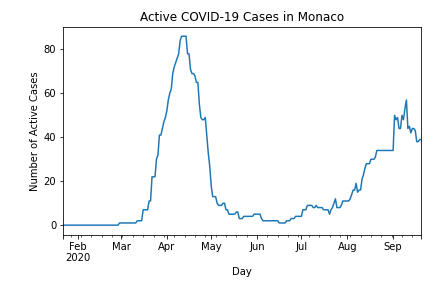 Active COVID-19 Cases in Monaco
Number of Active Cases
80
60
40
20
0
Feb Mar Apr May Jun Jul Aug Sep
2020
Day